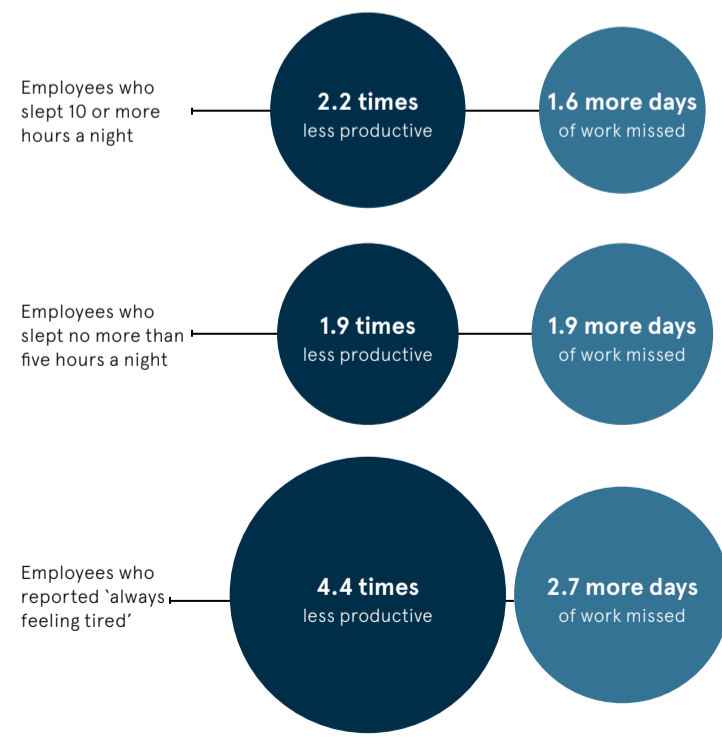 Employees who
slept 10 or more
hours a night
2.2 times
less productive
1.6 more days
of work missed
Employees who
slept no more than
five hours a night
1.9 times
less productive
1.9 more days
of work missed
Employees who
reported ‘always
feeling tired’
4.4 times
less productive
2.7 more days
of work missed